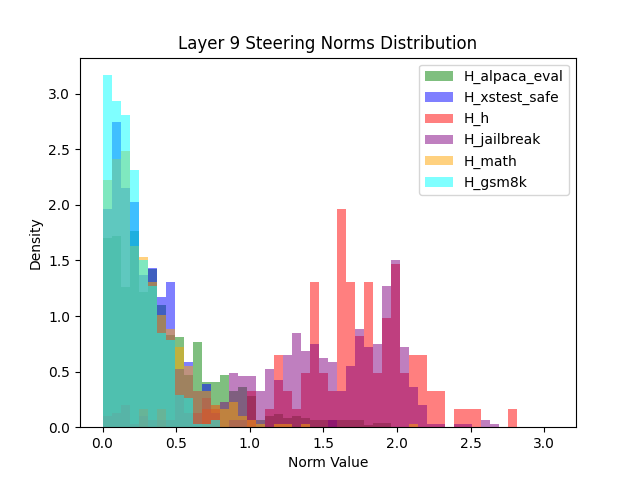 Layer 9 Steering Norms Distribution
H_alpaca_eval
H_xstest_safe
H_h
H_jailbreak
H_math
H_gsm8k
Density
3.0
2.5
2.0
1.5
1.0
0.5
0.0
0.0 0.5 1.0 1.5 2.0 2.5 3.0
Norm Value